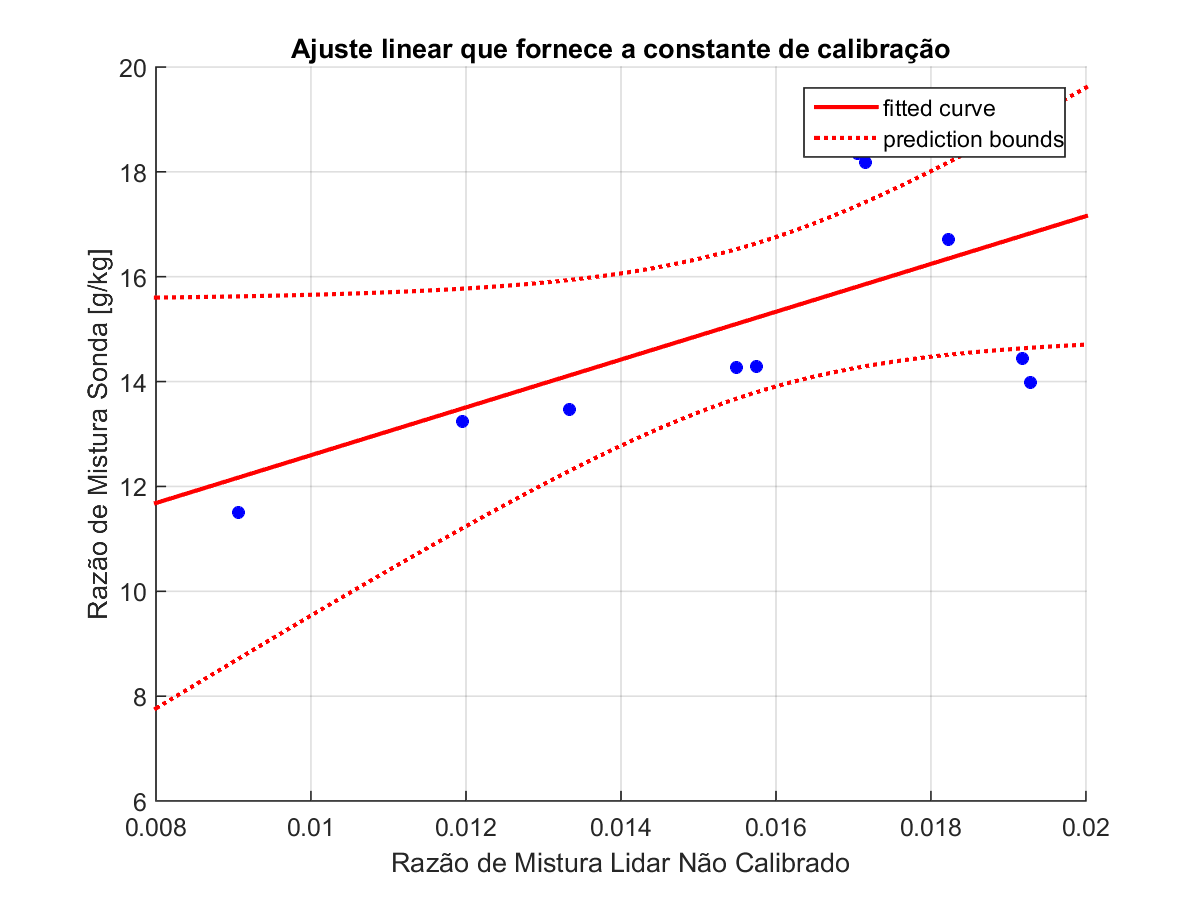 Ajuste linear que fornece a constante de calibração
20
18
16
14
12
10
8
6
Razão de Mistura Sonda [g/kg]
fitted curve
prediction bounds
0.008 0.01 0.012 0.014 0.016 0.018 0.02
Razão de Mistura Lidar Não Calibrado